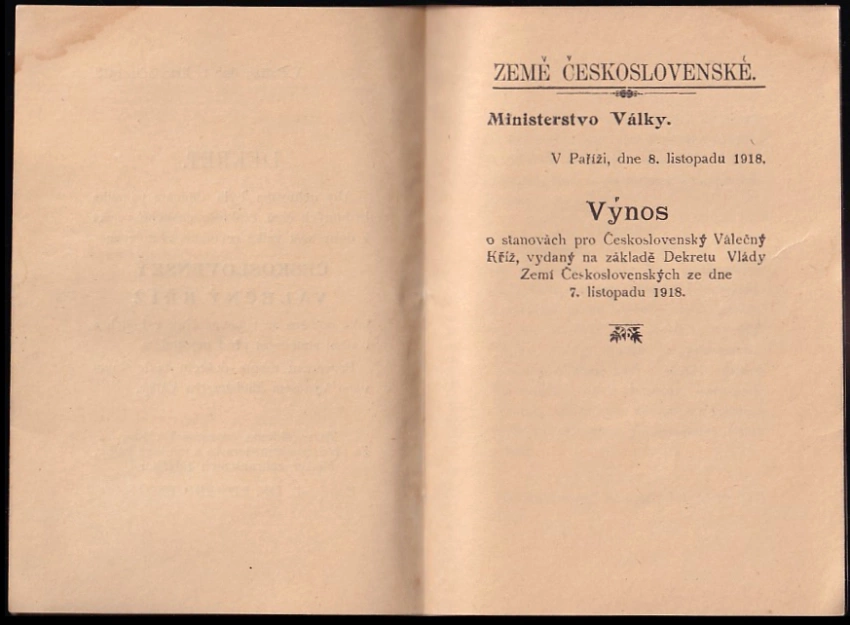 ZEMĚ ČESKOSLOVENSKÉ.
Ministerstvo Války.
V Paříži, dne 8. listopadu 1918.
Výnos
o stanovách pro Československý Válečný
Kříž, vydaný na základě Dekretu Vlády
Zemí Československých ze dne
7. listopadu 1918.